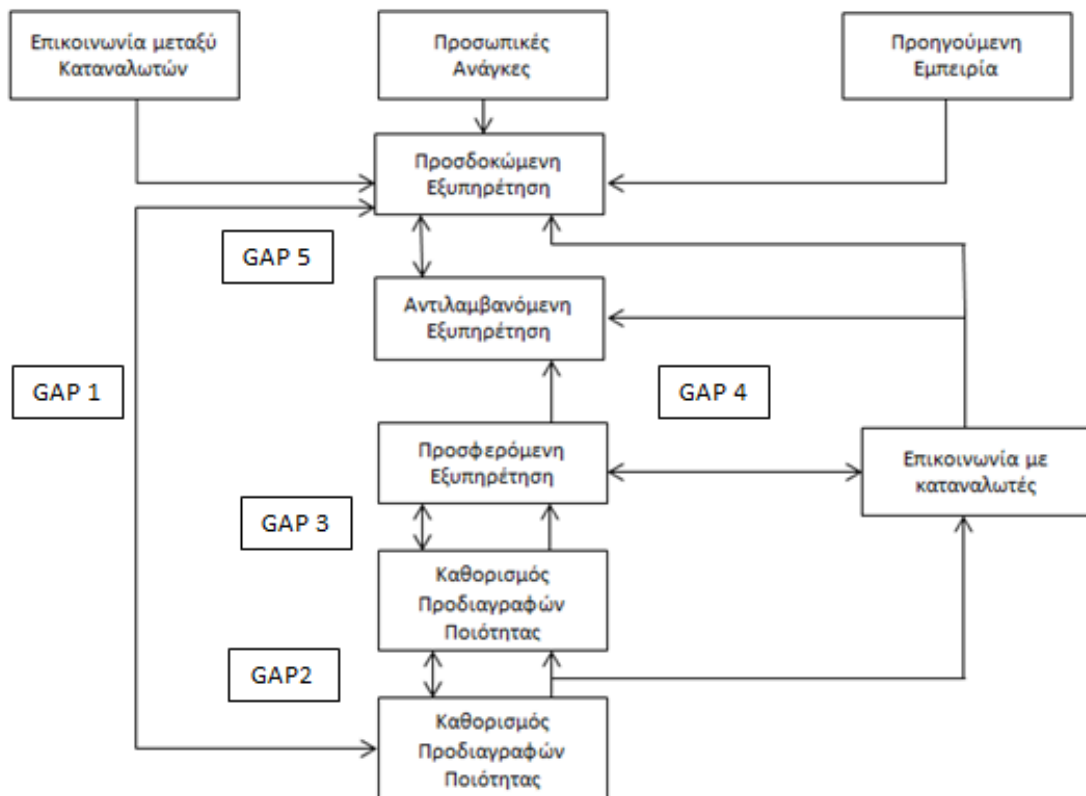 Επικοινωνία μεταξύ
Καταναλωτών
Προσωπικές
Ανάγκες
Προηγούμενη
Εμπειρία
Προσδοκώμενη
Εξυπηρέτηση
GAP 5
Αντιλαμβανόμενη
Εξυπηρέτηση
GAP 1
GAP 4
Προσφερόμενη
Εξυπηρέτηση
Επικοινωνία με
καταναλωτές
GAP 3
Καθορισμός
Προδιαγραφών
Ποιότητας
GAP2
Καθορισμός
Προδιαγραφών
Ποιότητας